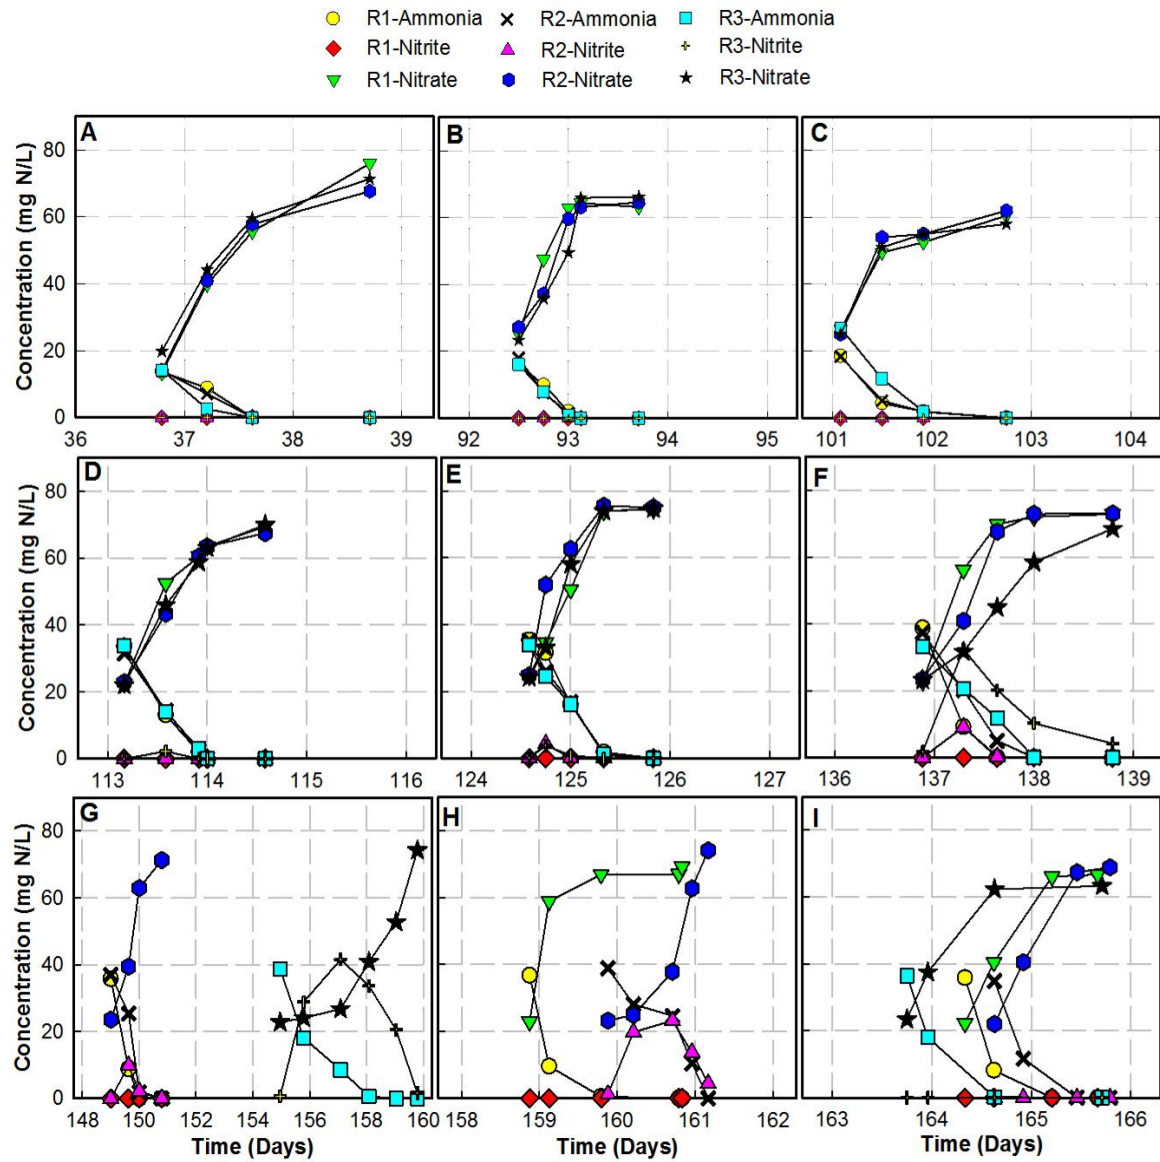 R1-Ammonia R2-Ammonia R3-Ammonia
R1-Nitrite R2-Nitrite R3-Nitrite
R1-Nitrate R2-Nitrate R3-Nitrate
A B C
Concentration (mg N/L)
80
60
40
20
0
36 37 38 39 92 93 94 95 101 102 103 104
D E F
Concentration (mg N/L)
80
60
40
20
0
113 114 115 116 124 125 126 127 136 137 138 139
G H I
Concentration (mg N/L)
80
60
40
20
0
148 150 152 154 156 158 160 158 159 160 161 162 163 164 165 166
Time (Days) Time (Days) Time (Days)